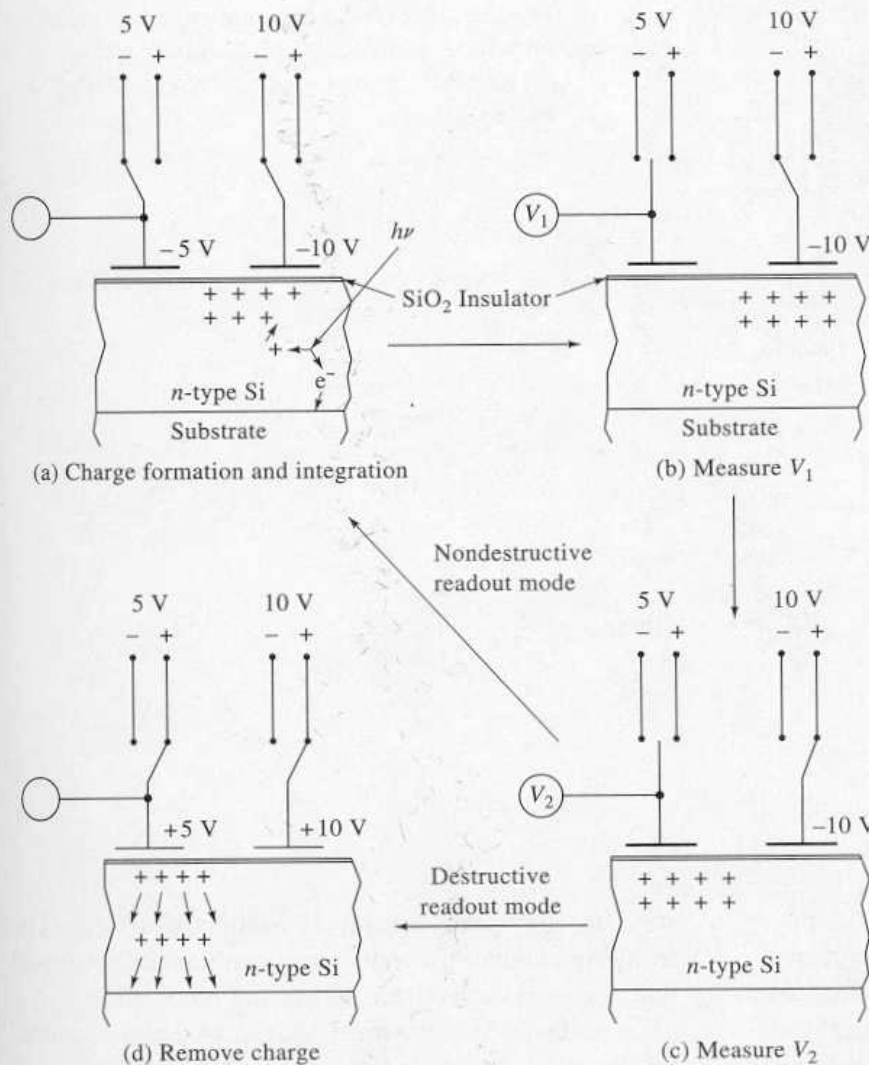 5 V 10 V
− + − +
−5 V −10 V
hν
+ + + +
+ + +
+
e⁻
n-type Si
Substrate
(a) Charge formation and integration
SiO₂ Insulator
5 V 10 V
− + − +
V₁
−10 V
+ + + +
+ + + +
n-type Si
Substrate
(b) Measure V₁
Nondestructive
readout mode
5 V 10 V
− + − +
+5 V +10 V
+ + + +
+ + + +
n-type Si
(d) Remove charge
Destructive
readout mode
5 V 10 V
− + − +
V₂
−10 V
+ + + +
+ + + +
n-type Si
(c) Measure V₂